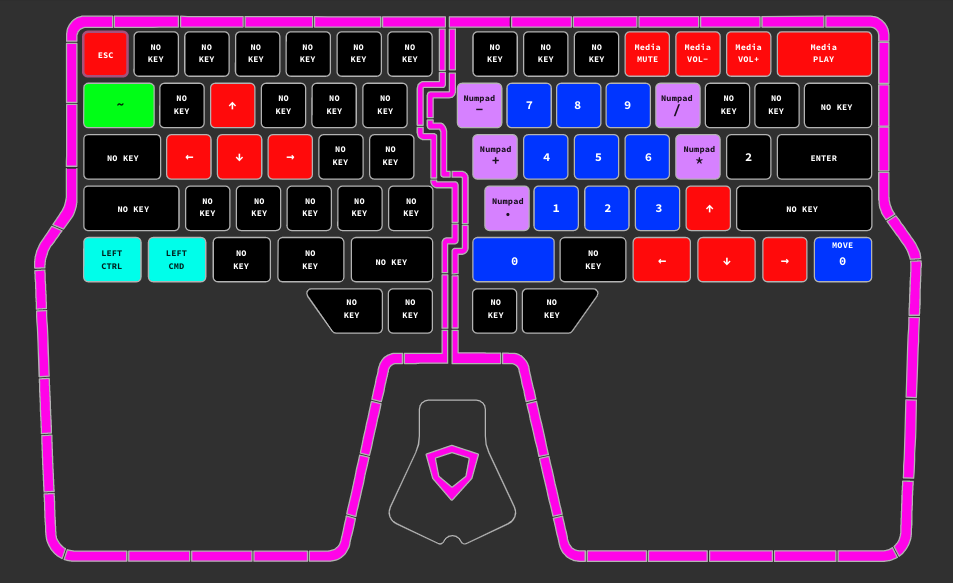 ESC NO KEY NO KEY NO KEY NO KEY NO KEY NO KEY NO KEY NO KEY NO KEY Media MUTE Media VOL- Media VOL+ Media PLAY
~ NO KEY ↑ NO KEY NO KEY NO KEY Numpad - 7 8 9 Numpad / NO KEY NO KEY NO KEY
NO KEY ← ↓ → NO KEY NO KEY Numpad + 4 5 6 Numpad * 2 ENTER
NO KEY NO KEY NO KEY NO KEY NO KEY NO KEY Numpad . 1 2 3 ↑ NO KEY
LEFT CTRL LEFT CMD NO KEY NO KEY NO KEY 0 NO KEY ← ↓ → MOVE 0
NO KEY NO KEY NO KEY NO KEY